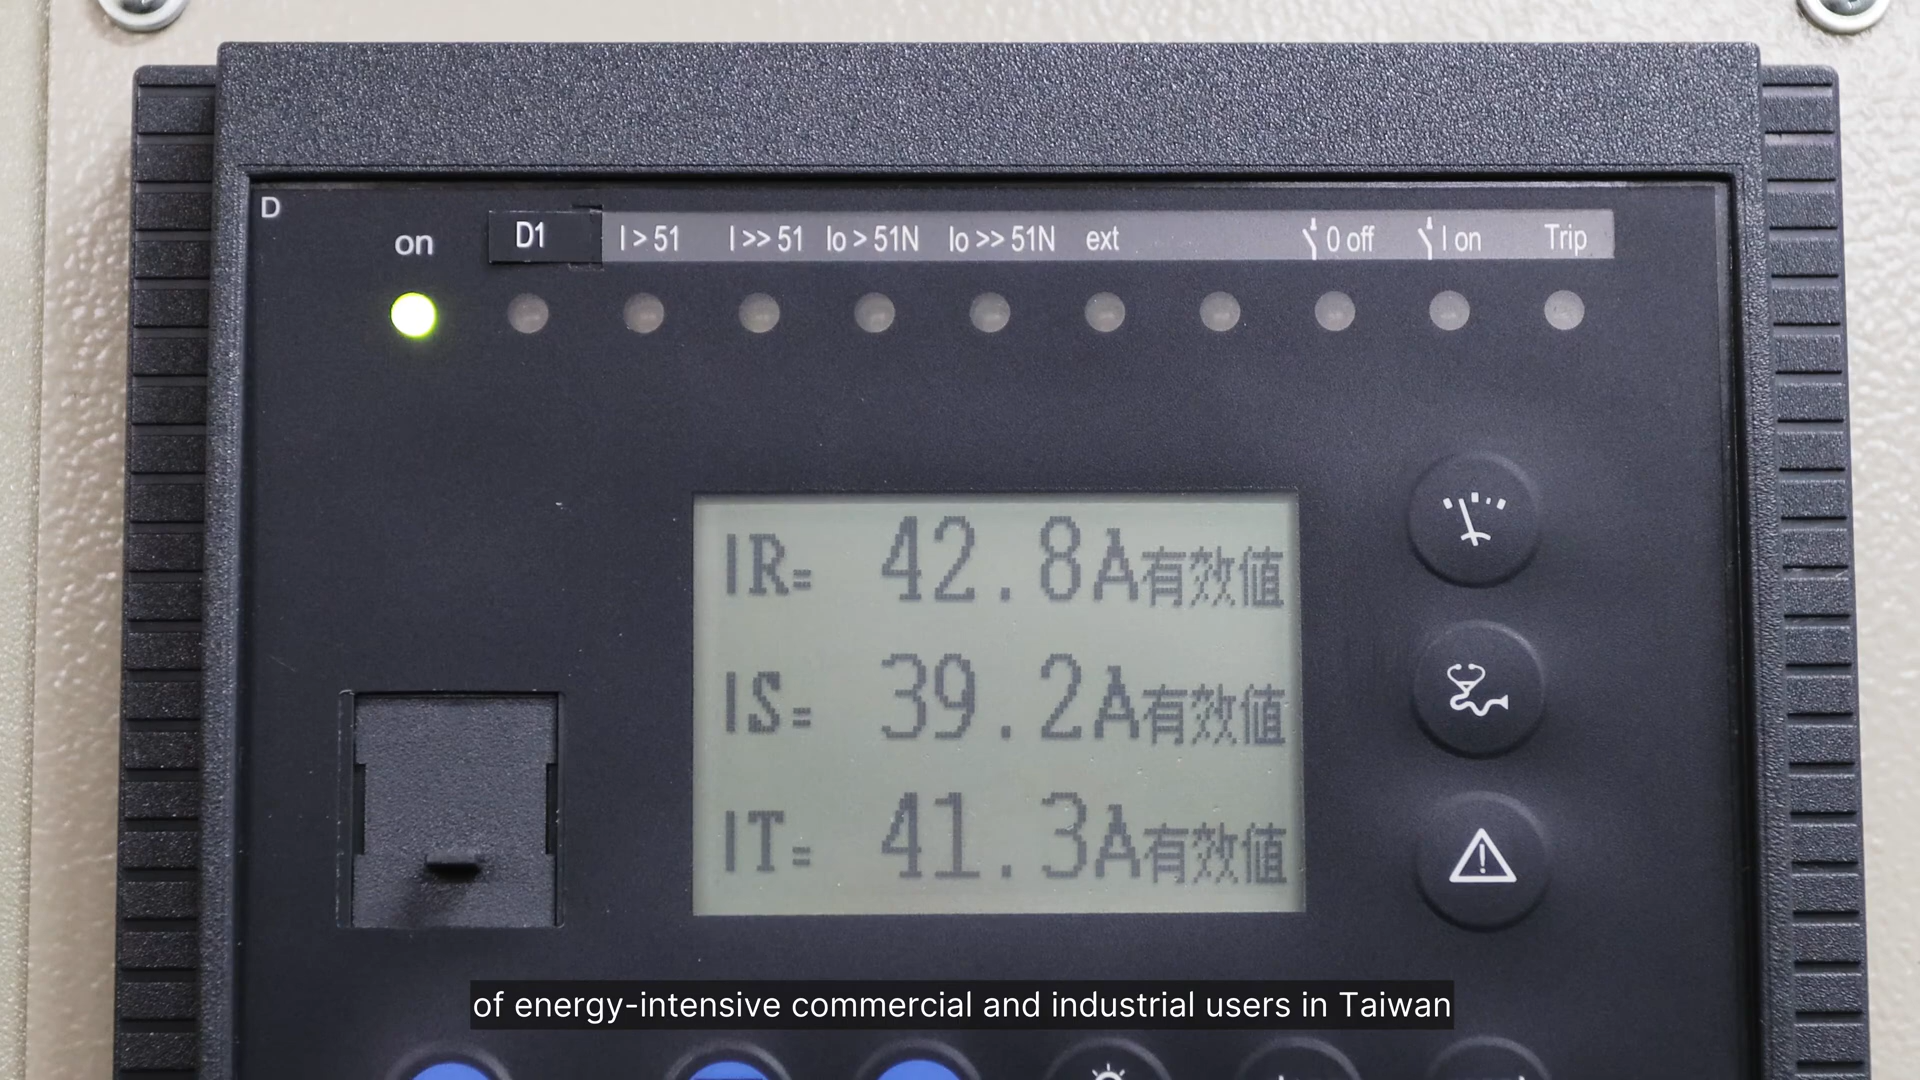 D
on D1 I > 51 I >> 51 Io > 51N Io >> 51N ext 0 off I on Trip
IR= 42.8A有效值
IS= 39.2A有效值
IT= 41.3A有效值
of energy-intensive commercial and industrial users in Taiwan